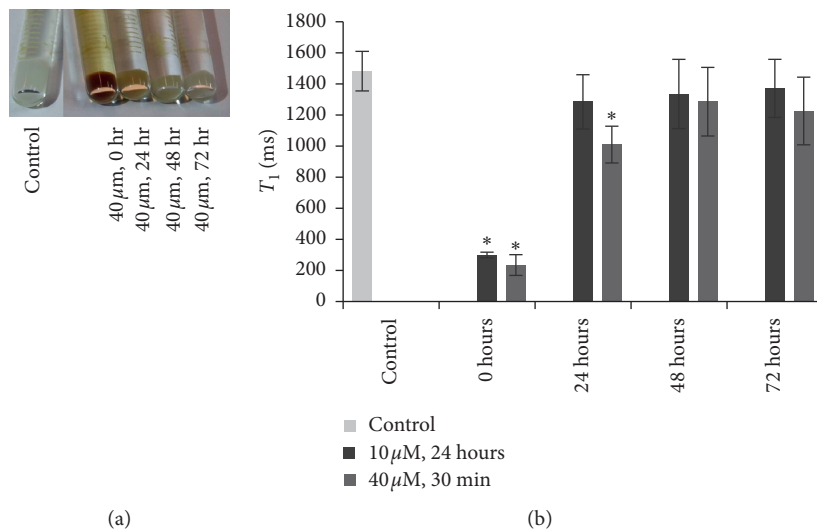 Control
40 μm, 0 hr
40 μm, 24 hr
40 μm, 48 hr
40 μm, 72 hr
(a)
T1 (ms)
1800
1600
1400
1200
1000
800
600
400
200
0
*
*
*
Control
0 hours
24 hours
48 hours
72 hours
Control
10 μM, 24 hours
40 μM, 30 min
(b)